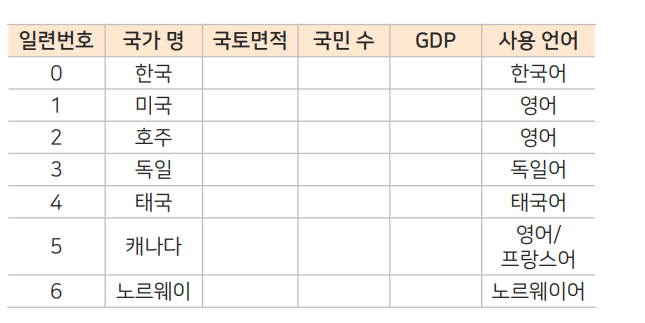 일련번호 국가 명 국토면적 국민 수 GDP 사용 언어
0 한국 한국어
1 미국 영어
2 호주 영어
3 독일 독일어
4 태국 태국어
5 캐나다 영어/
프랑스어
6 노르웨이 노르웨이어